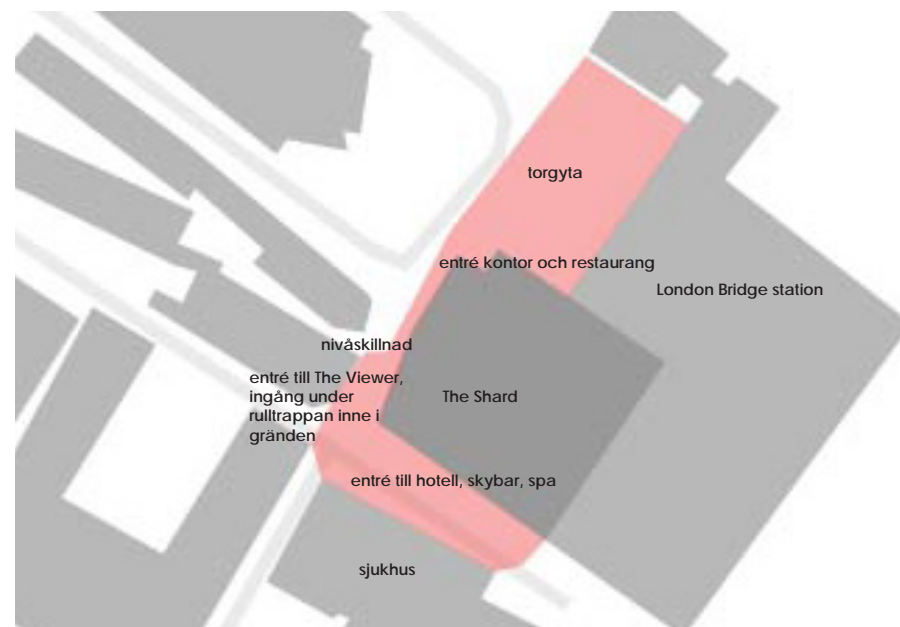 torgyta
entré kontor och restaurang
London Bridge station
nivåskillnad
entré till The Viewer,
ingång under
rulltrappan inne i
gränden
The Shard
entré till hotell, skybar, spa
sjukhus